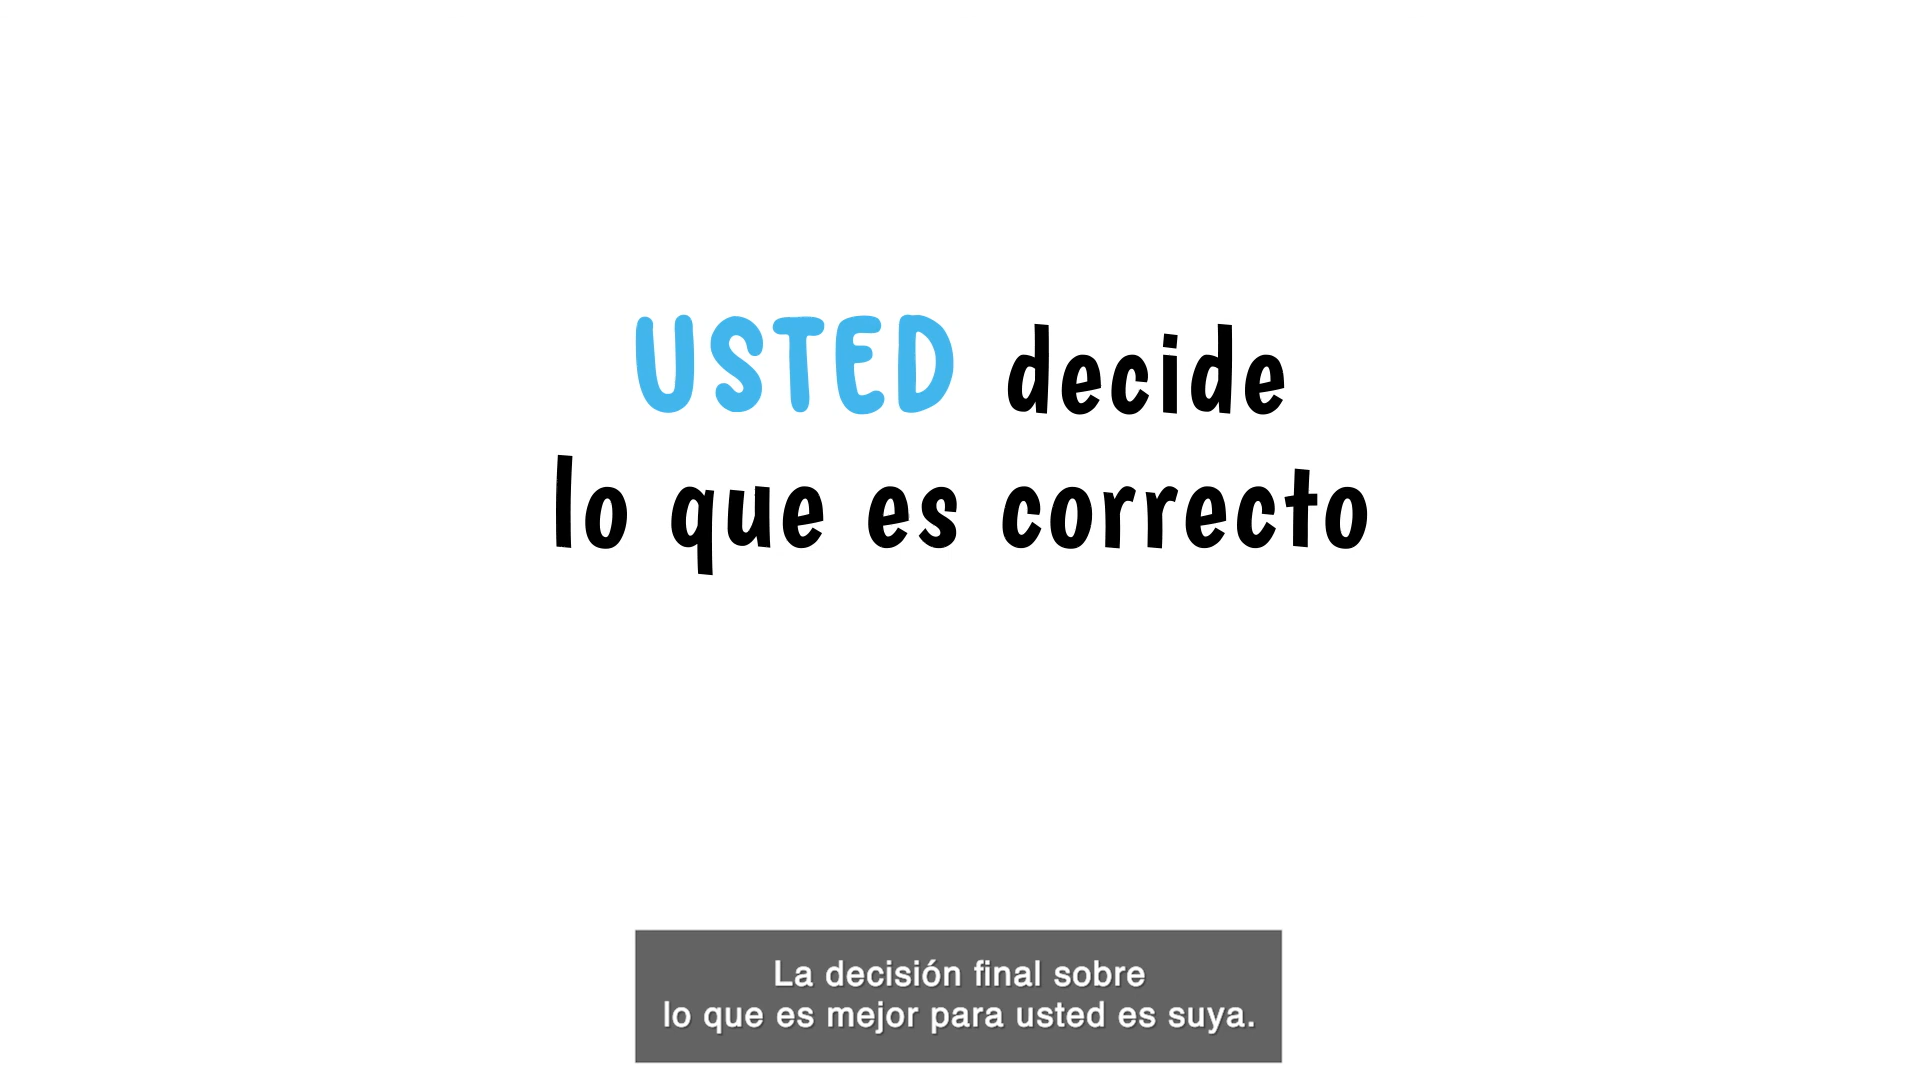 USTED decide
lo que es correcto
La decisión final sobre
lo que es mejor para usted es suya.